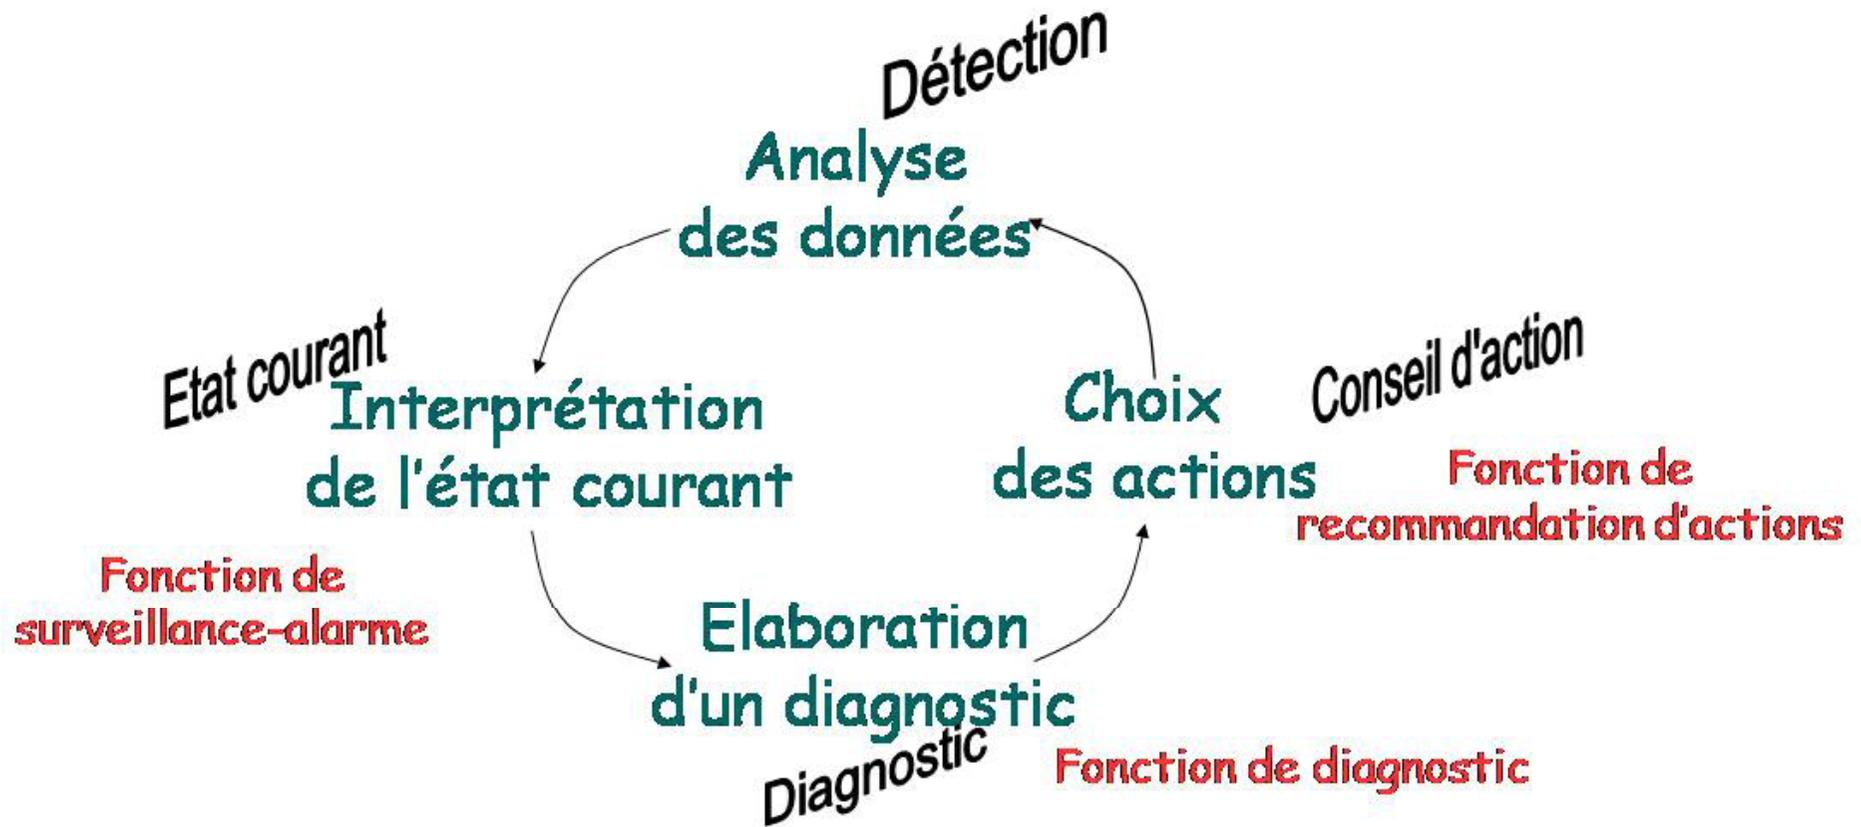 Détection
Analyse
des données
Etat courant
Interprétation
de l'état courant
Choix
des actions
Conseil d'action
Fonction de
recommandation d'actions
Fonction de
surveillance-alarme
Elaboration
d'un diagnostic
Diagnostic
Fonction de diagnostic